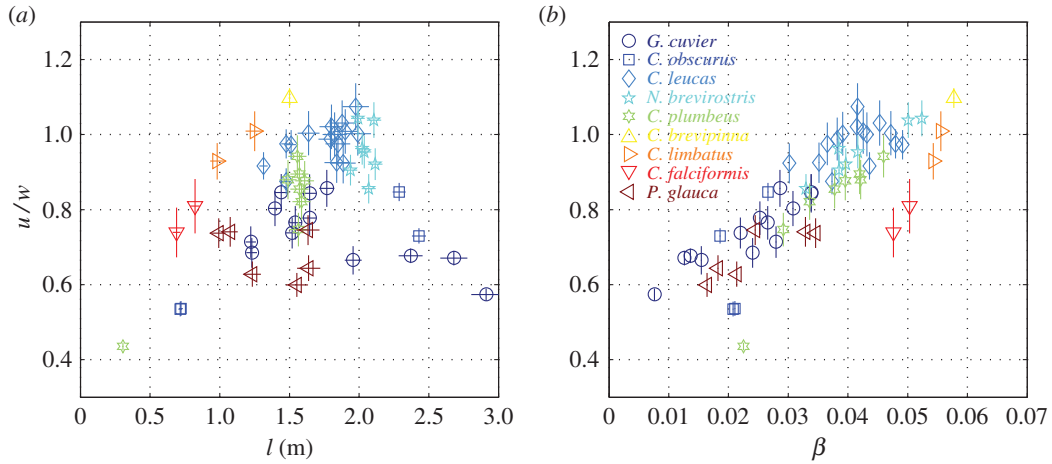 (a)
(b)
u/w
1.2
1.0
0.8
0.6
0.4
0
0.5
1.0
1.5
2.0
2.5
3.0
l (m)
1.2
1.0
0.8
0.6
0.4
G. cuvier
C. obscurus
C. leucas
N. brevirostris
C. plumbeus
C. brevipinna
C. limbatus
C. falciformis
P. glauca
0
0.01
0.02
0.03
0.04
0.05
0.06
0.07
β